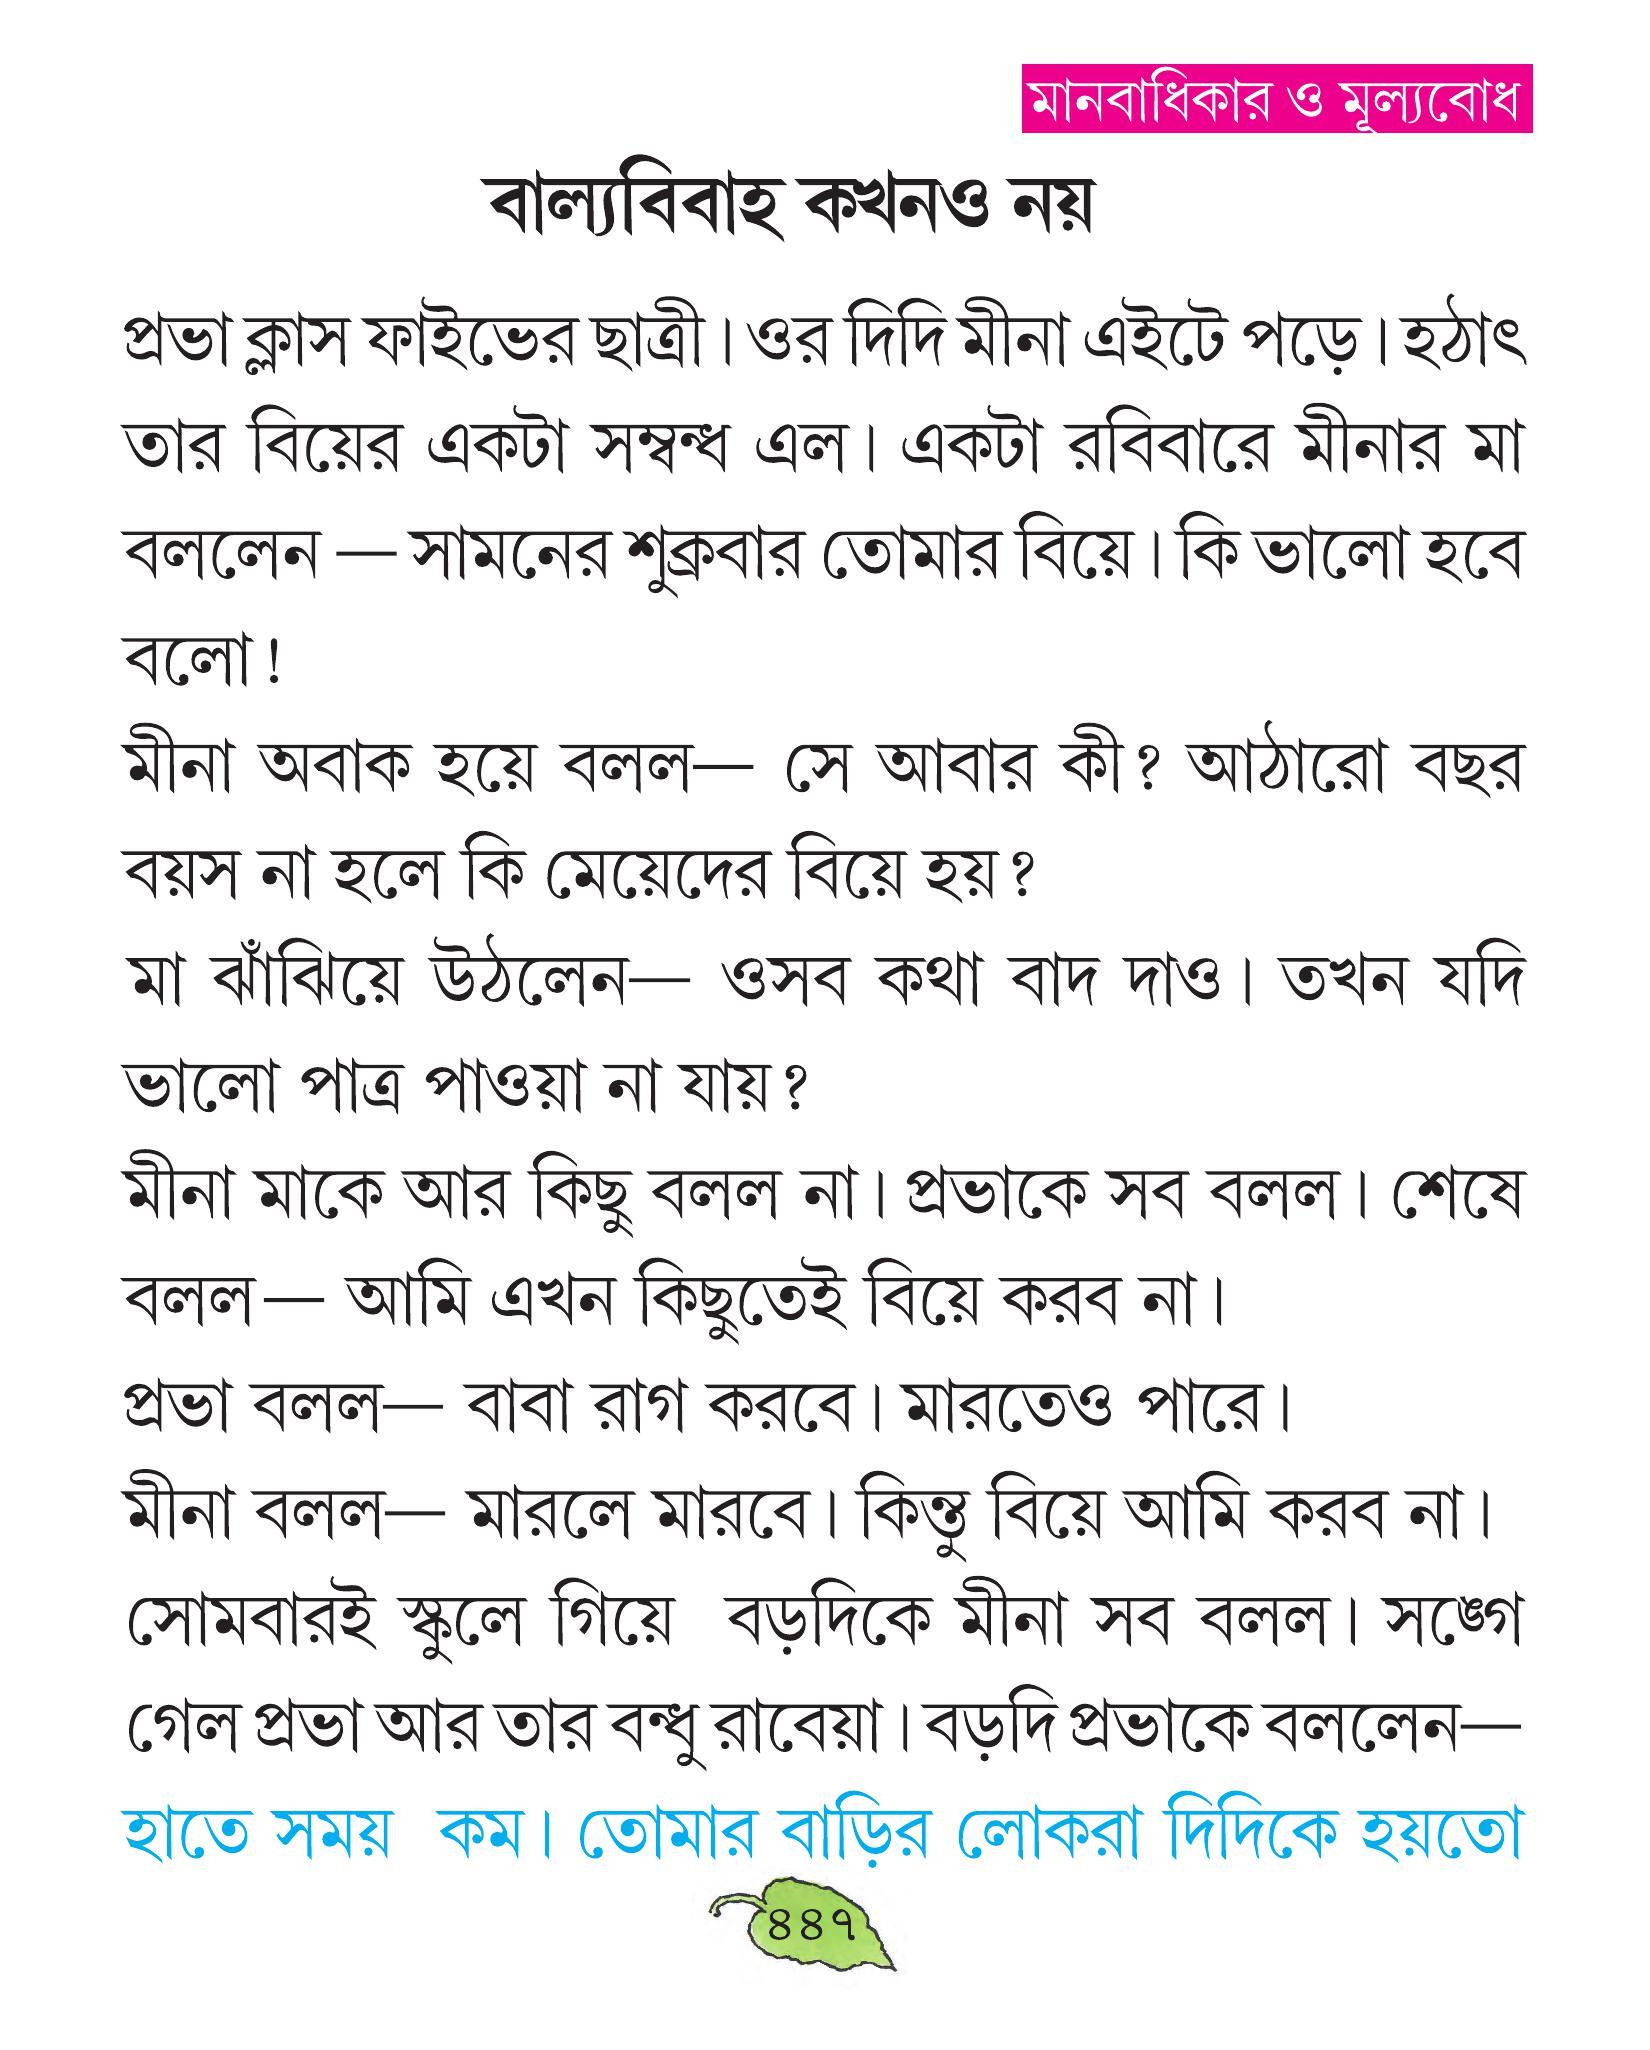 মানবাধিকার ও মূল্যবোধ
বাল্যবিবাহ কখনও নয়
প্রভা ক্লাস ফাইভের ছাত্রী। ওর দিদি মীনা এইটে পড়ে। হঠাৎ
তার বিয়ের একটা সম্বন্ধ এল। একটা রবিবারে মীনার মা
বললেন — সামনের শুক্রবার তোমার বিয়ে। কি ভালো হবে
বলো!
মীনা অবাক হয়ে বলল— সে আবার কী? আঠারো বছর
বয়স না হলে কি মেয়েদের বিয়ে হয়?
মা ঝাঁঝিয়ে উঠলেন— ওসব কথা বাদ দাও। তখন যদি
ভালো পাত্র পাওয়া না যায়?
মীনা মাকে আর কিছু বলল না। প্রভাকে সব বলল। শেষে
বলল— আমি এখন কিছুতেই বিয়ে করব না।
প্রভা বলল— বাবা রাগ করবে। মারতেও পারে।
মীনা বলল— মারলে মারবে। কিন্তু বিয়ে আমি করব না।
সোমবারই স্কুলে গিয়ে বড়দিকে মীনা সব বলল। সঙ্গে
গেল প্রভা আর তার বন্ধু রাবেয়া। বড়দি প্রভাকে বললেন—
হাতে সময় কম। তোমার বাড়ির লোকরা দিদিকে হয়তো
৪৪৭